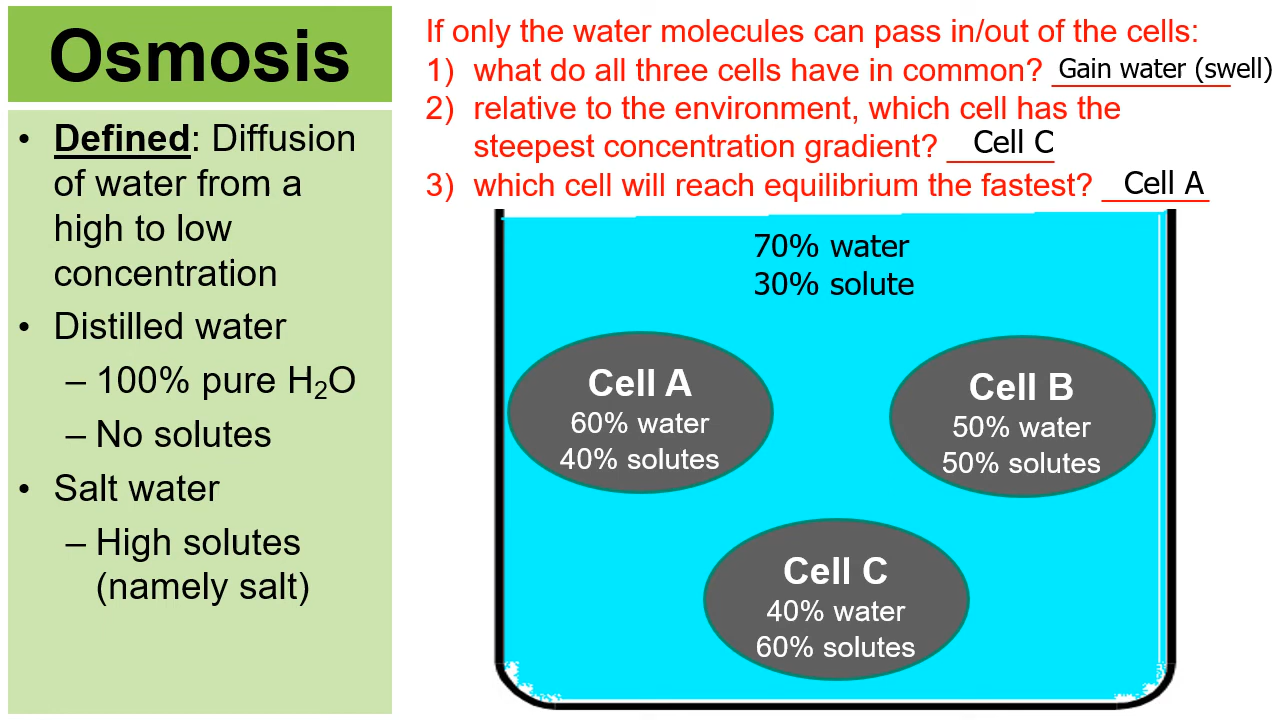 Osmosis
• Defined: Diffusion
of water from a
high to low
concentration
• Distilled water
– 100% pure H₂O
– No solutes
• Salt water
– High solutes
(namely salt)
If only the water molecules can pass in/out of the cells:
1) what do all three cells have in common? Gain water (swell)
2) relative to the environment, which cell has the
steepest concentration gradient? Cell C
3) which cell will reach equilibrium the fastest? Cell A
70% water
30% solute
Cell A
60% water
40% solutes
Cell B
50% water
50% solutes
Cell C
40% water
60% solutes